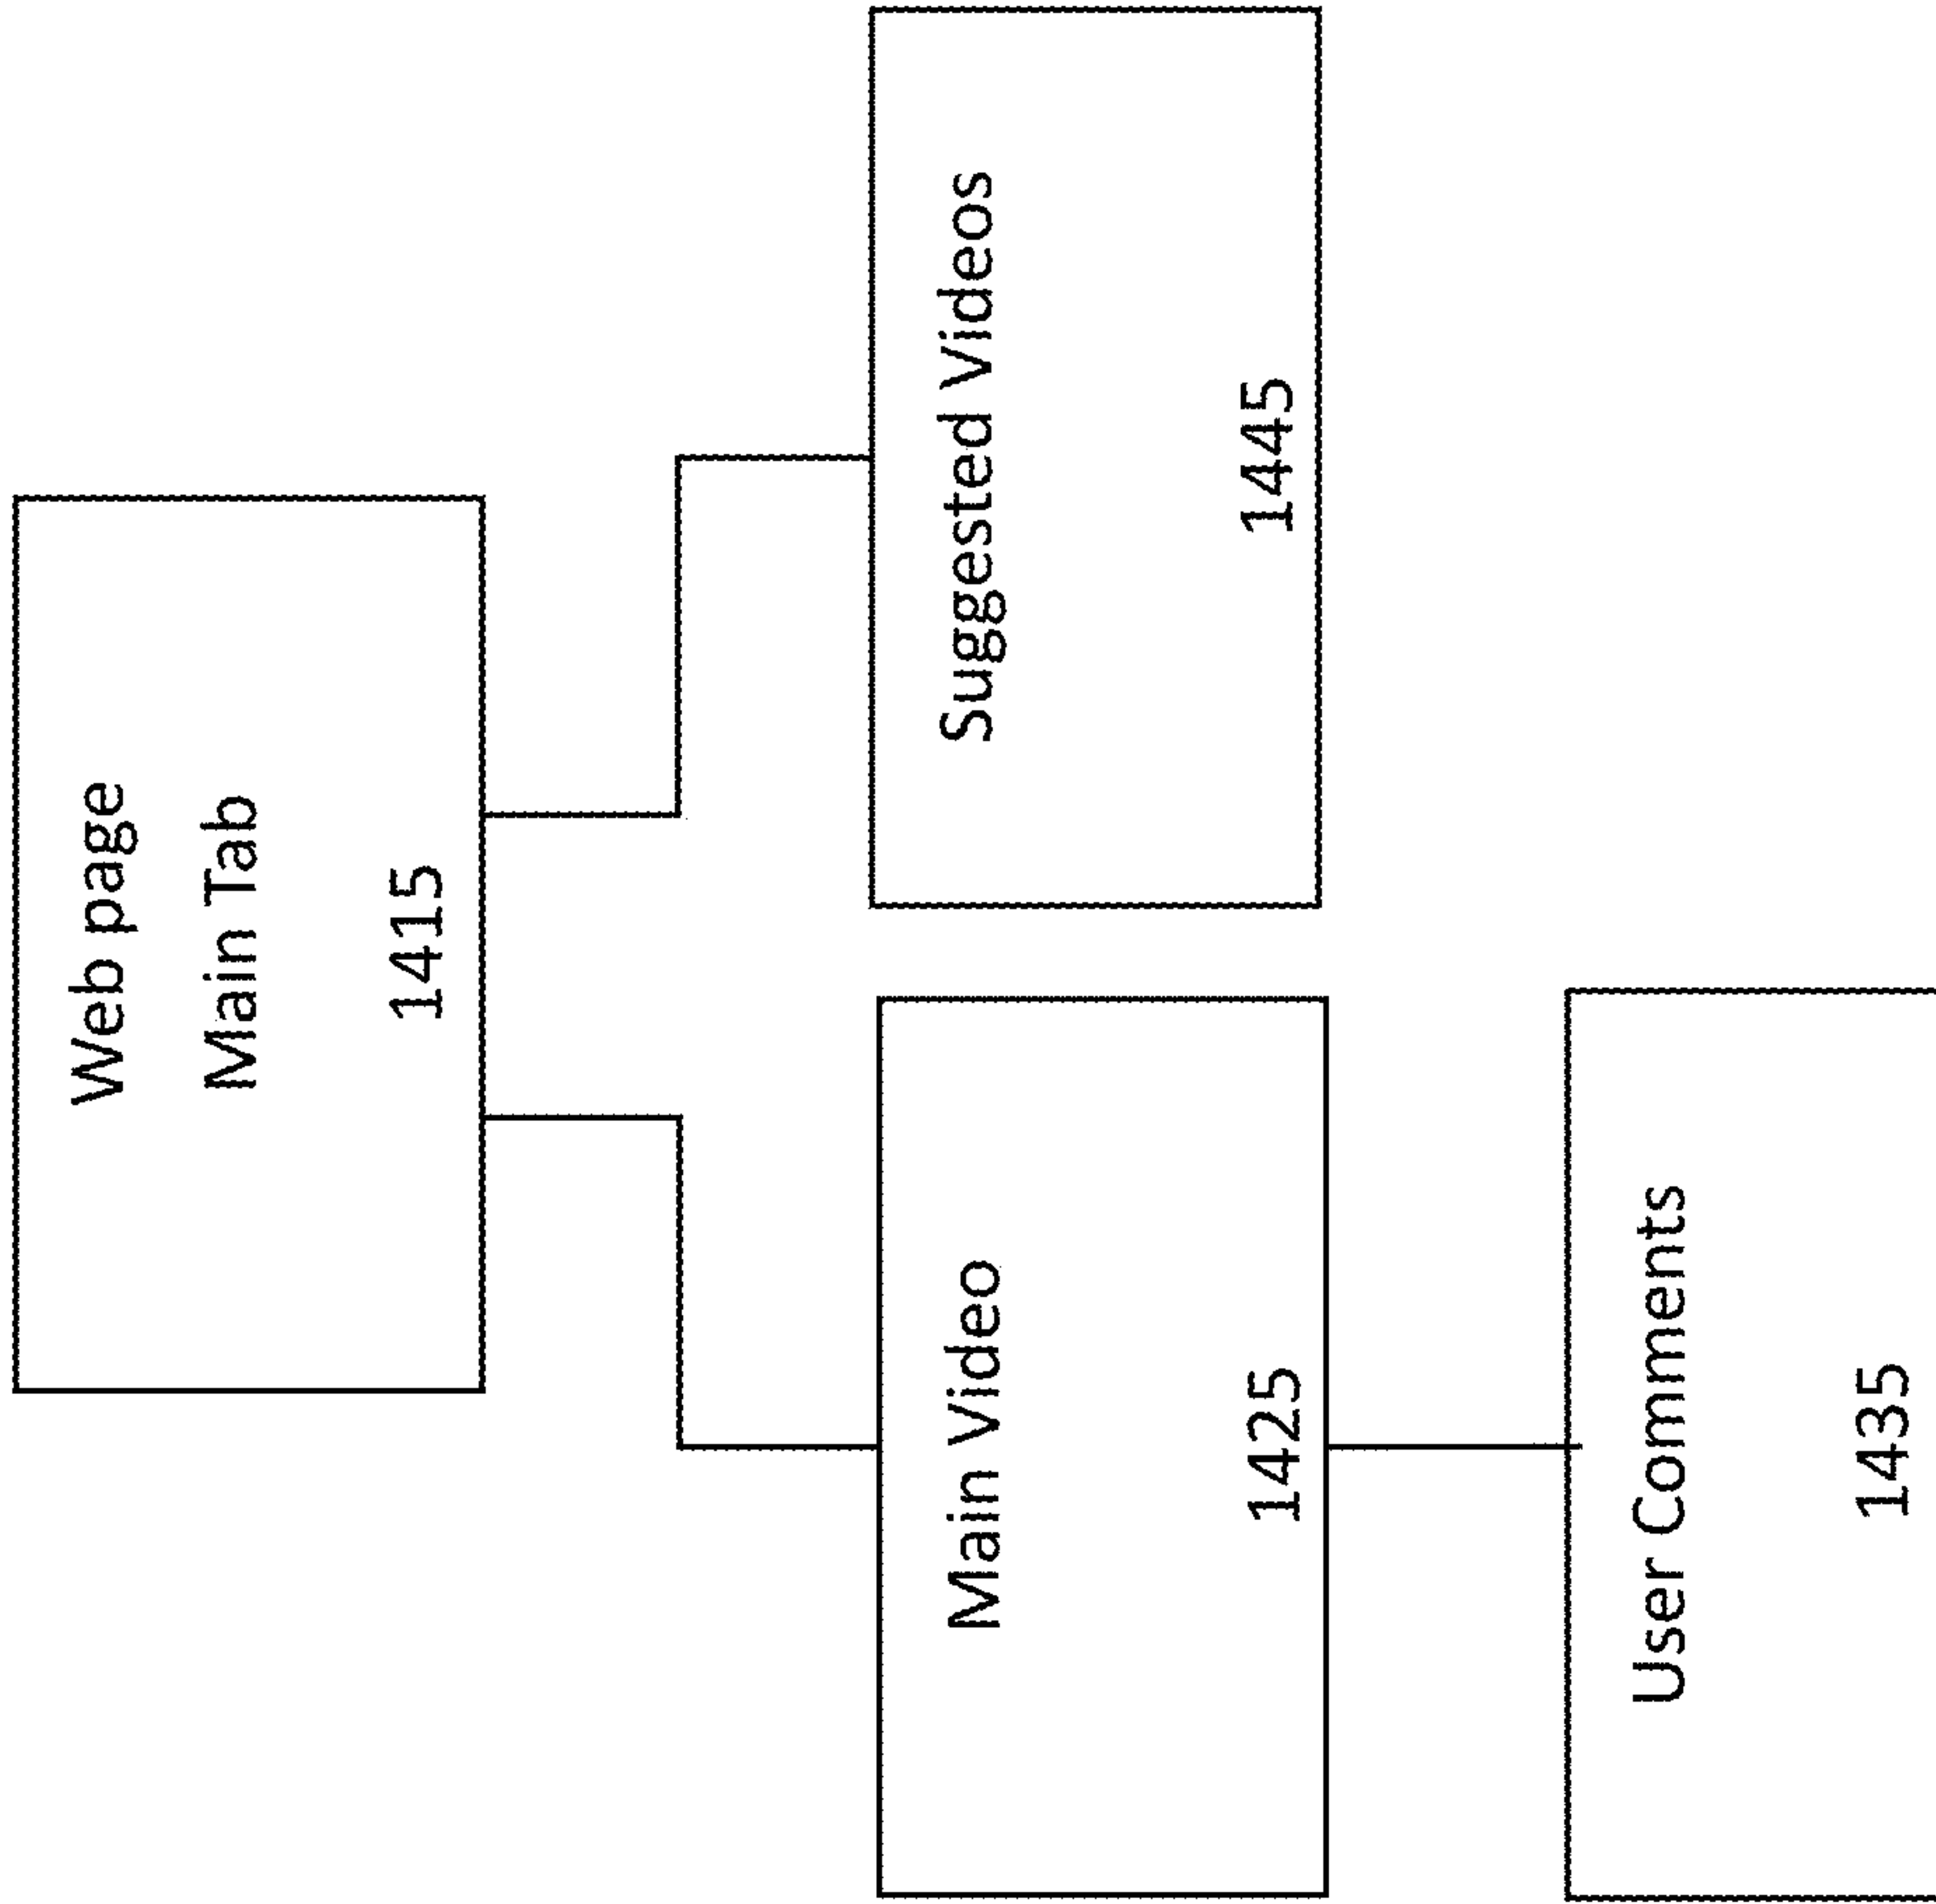 Web page
Main Tab
1415
Main Video
1425
Suggested Videos
1445
User Comments
1435